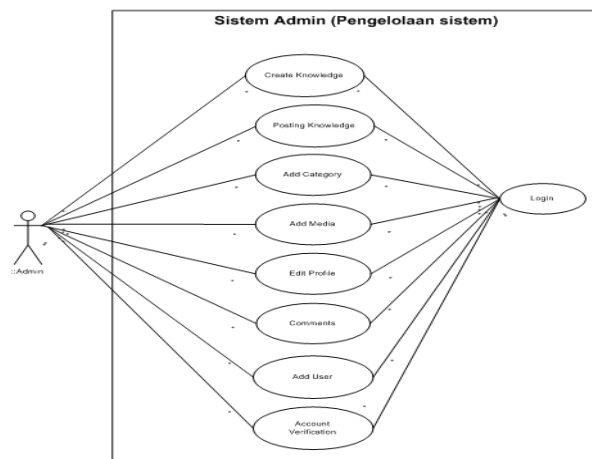 Sistem Admin (Pengelolaan sistem)
Create Knowledge
Posting Knowledge
Add Category
Login
Add Media
::Admin
Edit Profile
Comments
Add User
Account
Verification